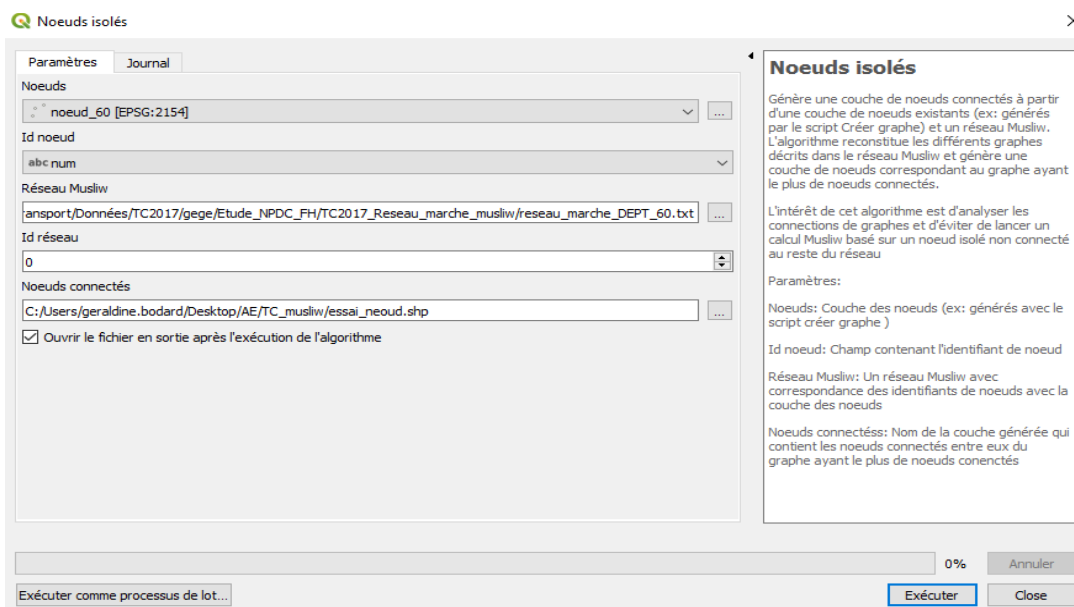 Noeuds isolés
Paramètres
Journal
Noeuds
noeud_60 [EPSG:2154]
...
Id noeud
abc num
Réseau Musliw
ansport/Données/TC2017/gege/Etude_NPDC_FH/TC2017_Reseau_marche_musliw/reseau_marche_DEPT_60.txt
...
Id réseau
0
Noeuds connectés
C:/Users/geraldine.bodard/Desktop/AE/TC_musliw/essai_neoud.shp
...
Ouvrir le fichier en sortie après l'exécution de l'algorithme
Noeuds isolés
Génère une couche de noeuds connectés à partir
d'une couche de noeuds existants (ex: générés
par le script Créer graphe) et un réseau Musliw.
L'algorithme reconstitue les différents graphes
décrits dans le réseau Musliw et génère une
couche de noeuds correspondant au graphe ayant
le plus de noeuds connectés.
L'intérêt de cet algorithme est d'analyser les
connections de graphes et d'éviter de lancer un
calcul Musliw basé sur un noeud isolé non connecté
au reste du réseau
Paramètres:
Noeuds: Couche des noeuds (ex: générés avec le
script créer graphe )
Id noeud: Champ contenant l'identifiant de noeud
Réseau Musliw: Un réseau Musliw avec
correspondance des identifiants de noeuds avec la
couche des noeuds
Noeuds connectéss: Nom de la couche générée qui
contient les noeuds connectés entre eux du
graphe ayant le plus de noeuds conenctés
0%
Annuler
Exécuter comme processus de lot...
Exécuter
Close